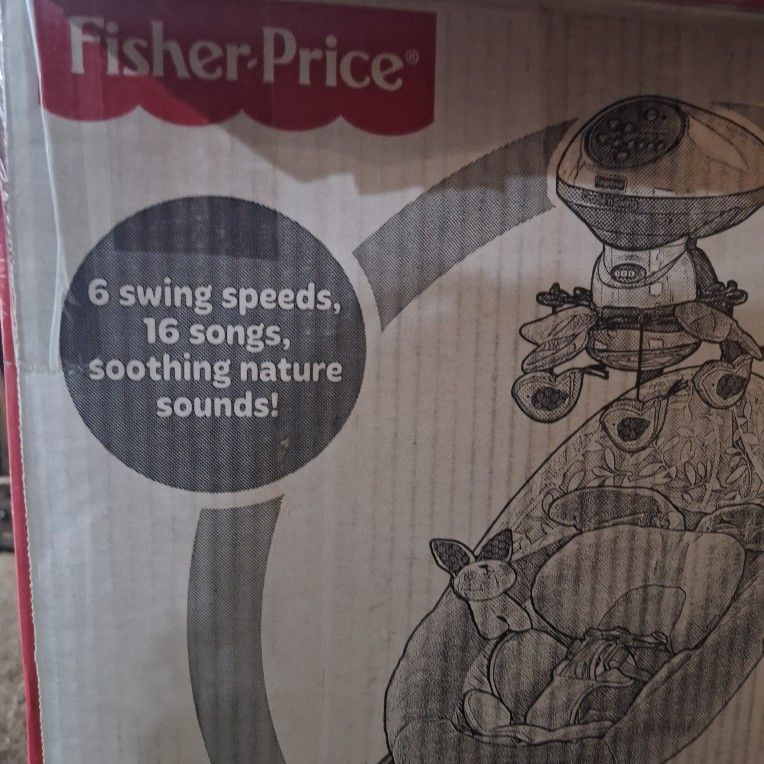 Fisher-Price®
6 swing speeds,
16 songs,
soothing nature
sounds!